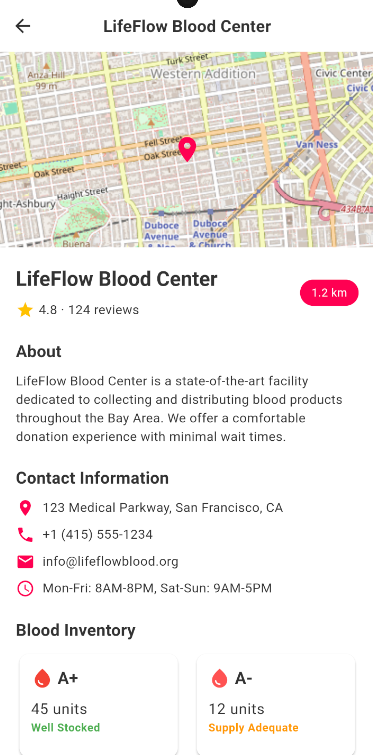 LifeFlow Blood Center
Turk Street
Anza Hill
99 m
Western Addition
Civic Center
Civic C
Fell Street
Oak Street
Van Ness
Street
Oak Street
Haight Street
ght-Ashbury
Duboce
Avenue
Duboce
Avenue
& Church
Buena
LifeFlow Blood Center
4.8 · 124 reviews
1.2 km
About
LifeFlow Blood Center is a state-of-the-art facility
dedicated to collecting and distributing blood products
throughout the Bay Area. We offer a comfortable
donation experience with minimal wait times.
Contact Information
123 Medical Parkway, San Francisco, CA
+1 (415) 555-1234
info@lifeflowblood.org
Mon-Fri: 8AM-8PM, Sat-Sun: 9AM-5PM
Blood Inventory
A+
A-
45 units
12 units
Well Stocked
Supply Adequate